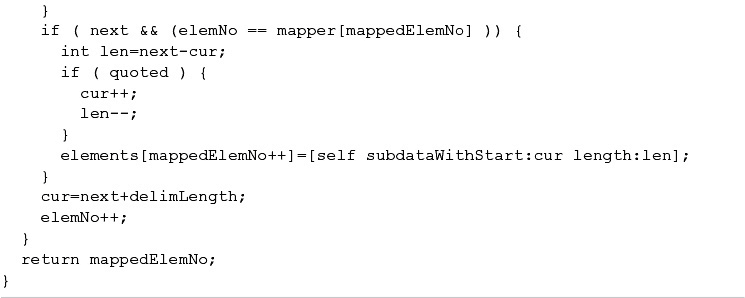 }
    if ( next && (elemNo == mapper[mappedElemNo] )) {
      int len=next-cur;
      if ( quoted ) {
        cur++;
        len--;
      }
      elements[mappedElemNo++]=[self subdataWithStart:cur length:len];
    }
    cur=next+delimLength;
    elemNo++;
  }
  return mappedElemNo;
}